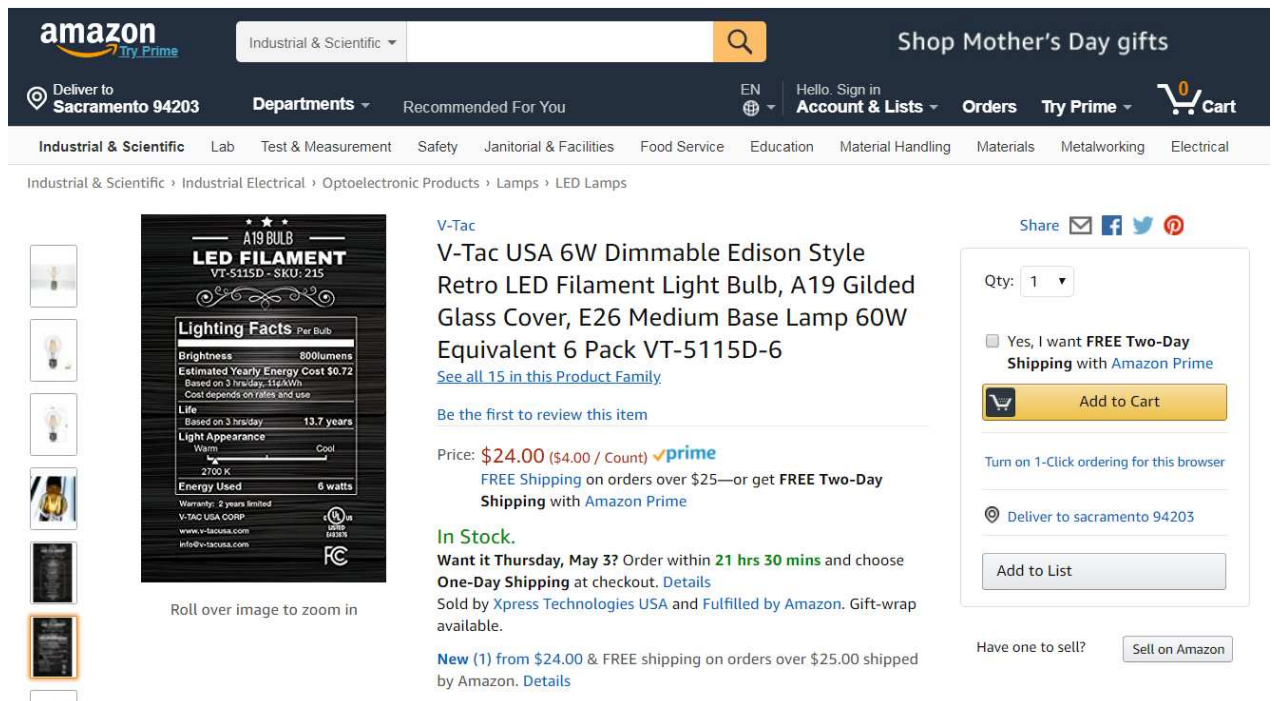 amazon
Try Prime
Industrial & Scientific
Shop Mother's Day gifts
Deliver to
Sacramento 94203
Departments
Recommended For You
EN
Hello. Sign in
Account & Lists
Orders
Try Prime
0
Cart
Industrial & Scientific Lab Test & Measurement Safety Janitorial & Facilities Food Service Education Material Handling Materials Metalworking Electrical
Industrial & Scientific › Industrial Electrical › Optoelectronic Products › Lamps › LED Lamps
A19 BULB
LED FILAMENT
VT-5115D - SKU: 215
Lighting Facts Per Bulb
Brightness 800lumens
Estimated Yearly Energy Cost $0.72
Based on 3 hrs/day, 11¢/kWh
Cost depends on rates and use
Life
Based on 3 hrs/day 13.7 years
Light Appearance
Warm Cool
2700 K
Energy Used 6 watts
Warranty: 2 years limited
V-TAC USA CORP
www.v-tacusa.com
info@v-tacusa.com
c UL us
LISTED
FC
Roll over image to zoom in
V-Tac
V-Tac USA 6W Dimmable Edison Style
Retro LED Filament Light Bulb, A19 Gilded
Glass Cover, E26 Medium Base Lamp 60W
Equivalent 6 Pack VT-5115D-6
See all 15 in this Product Family
Be the first to review this item
Price: $24.00 ($4.00 / Count) prime
FREE Shipping on orders over $25—or get FREE Two-Day
Shipping with Amazon Prime
In Stock.
Want it Thursday, May 3? Order within 21 hrs 30 mins and choose
One-Day Shipping at checkout. Details
Sold by Xpress Technologies USA and Fulfilled by Amazon. Gift-wrap
available.
New (1) from $24.00 & FREE shipping on orders over $25.00 shipped
by Amazon. Details
Share
Qty: 1
Yes, I want FREE Two-Day
Shipping with Amazon Prime
Add to Cart
Turn on 1-Click ordering for this browser
Deliver to sacramento 94203
Add to List
Have one to sell?
Sell on Amazon